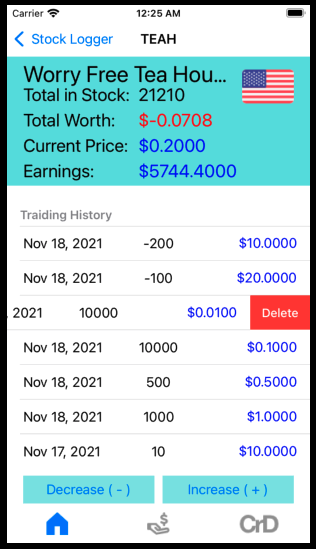 Carrier 12:25 AM
Stock Logger TEAH
Worry Free Tea Hou...
Total in Stock: 21210
Total Worth: $-0.0708
Current Price: $0.2000
Earnings: $5744.4000
Traiding History
Nov 18, 2021 -200 $10.0000
Nov 18, 2021 -100 $20.0000
, 2021 10000 $0.0100 Delete
Nov 18, 2021 10000 $0.1000
Nov 18, 2021 500 $0.5000
Nov 18, 2021 1000 $1.0000
Nov 17, 2021 10 $10.0000
Decrease ( - ) Increase ( + )
$ CrD